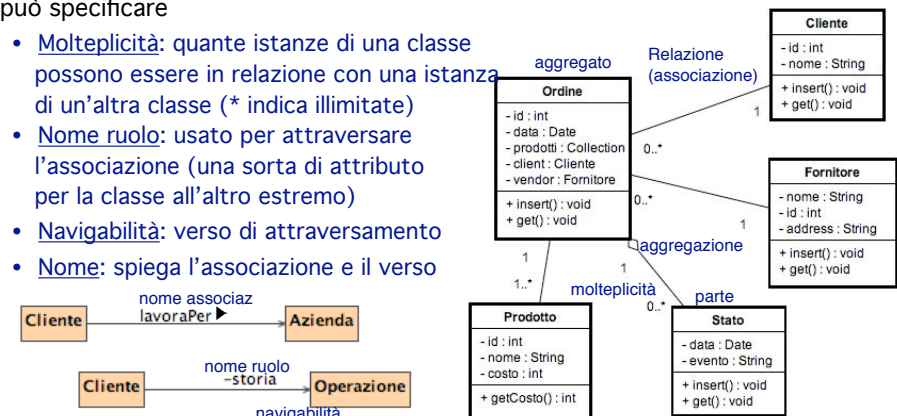 può specificare
• Molteplicità: quante istanze di una classe
possono essere in relazione con una istanza
di un'altra classe (* indica illimitate)
• Nome ruolo: usato per attraversare
l'associazione (una sorta di attributo
per la classe all'altro estremo)
• Navigabilità: verso di attraversamento
• Nome: spiega l'associazione e il verso
nome associaz
Cliente
lavoraPer
Azienda
nome ruolo
Cliente
-storia
Operazione
navigabilità
aggregato
Relazione
(associazione)
Ordine
- id : int
- data : Date
- prodotti : Collection
- client : Cliente
- vendor : Fornitore
+ insert() : void
+ get() : void
Cliente
- id : int
- nome : String
+ insert() : void
+ get() : void
1
0..*
Fornitore
- nome : String
- id : int
- address : String
+ insert() : void
+ get() : void
0..*
1
aggregazione
1
1..*
1
molteplicità
0..*
parte
Prodotto
- id : int
- nome : String
- costo : int
+ getCosto() : int
Stato
- data : Date
- evento : String
+ insert() : void
+ get() : void